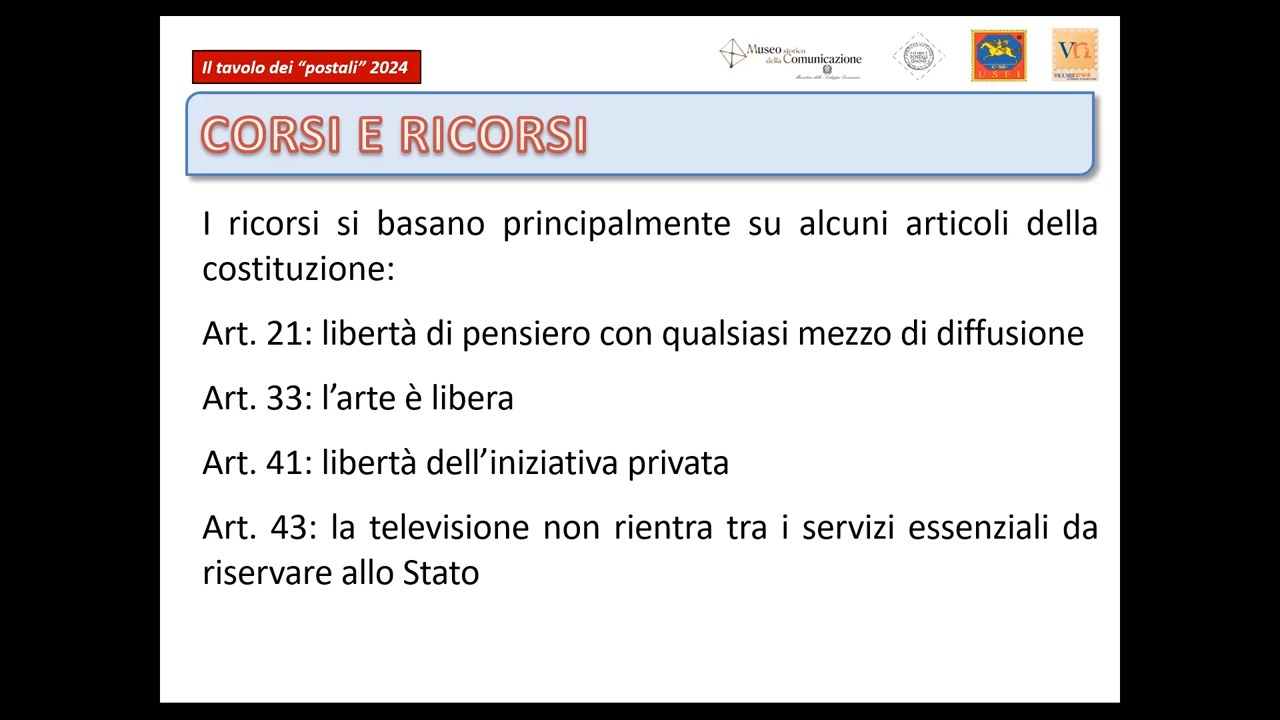 Il tavolo dei “postali” 2024
Museo storico
della Comunicazione
USFI
CORSI E RICORSI
I ricorsi si basano principalmente su alcuni articoli della
costituzione:
Art. 21: libertà di pensiero con qualsiasi mezzo di diffusione
Art. 33: l’arte è libera
Art. 41: libertà dell’iniziativa privata
Art. 43: la televisione non rientra tra i servizi essenziali da
riservare allo Stato